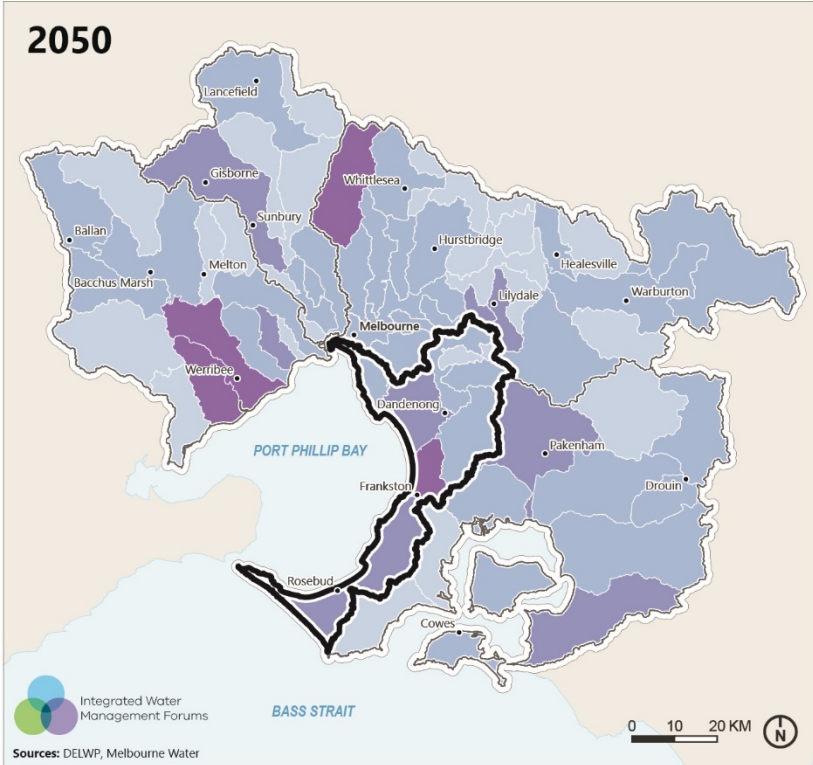 2050
Lancefield
Gisborne
Whittlesea
Sunbury
Ballan
Hurstbridge
Melton
Healesville
Bacchus Marsh
Lilydale
Warburton
Melbourne
Werribee
Dandenong
PORT PHILLIP BAY
Pakenham
Frankston
Drouin
Rosebud
Cowes
Integrated Water
Management Forums
BASS STRAIT
0 10 20 KM
N
Sources: DELWP, Melbourne Water